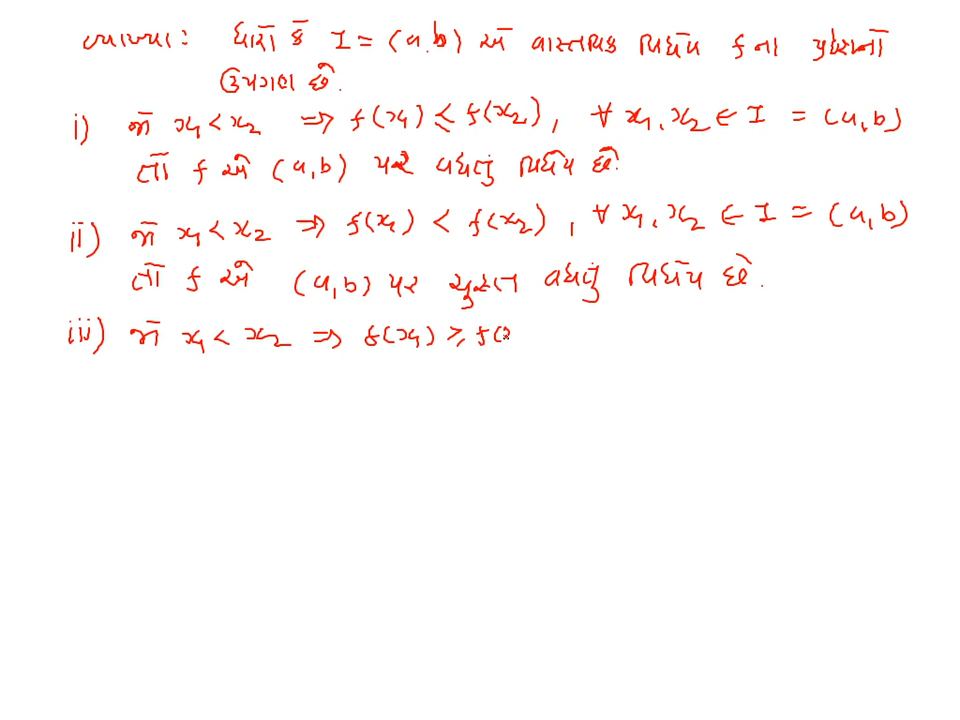 વ્યાખ્યા: ધારો કે I = (a, b) એ વાસ્તવિક વિધેય f ના પ્રદેશનો
ઉપગણ છે.
i) જો x₁ < x₂ ⇒ f(x₁) ≤ f(x₂), ∀ x₁, x₂ ∈ I = (a, b)
તો f એ (a, b) પર વધતું વિધેય છે.
ii) જો x₁ < x₂ ⇒ f(x₁) < f(x₂), ∀ x₁, x₂ ∈ I = (a, b)
તો f એ (a, b) પર ચુસ્ત વધતું વિધેય છે.
iii) જો x₁ < x₂ ⇒ f(x₁) ≥ f(